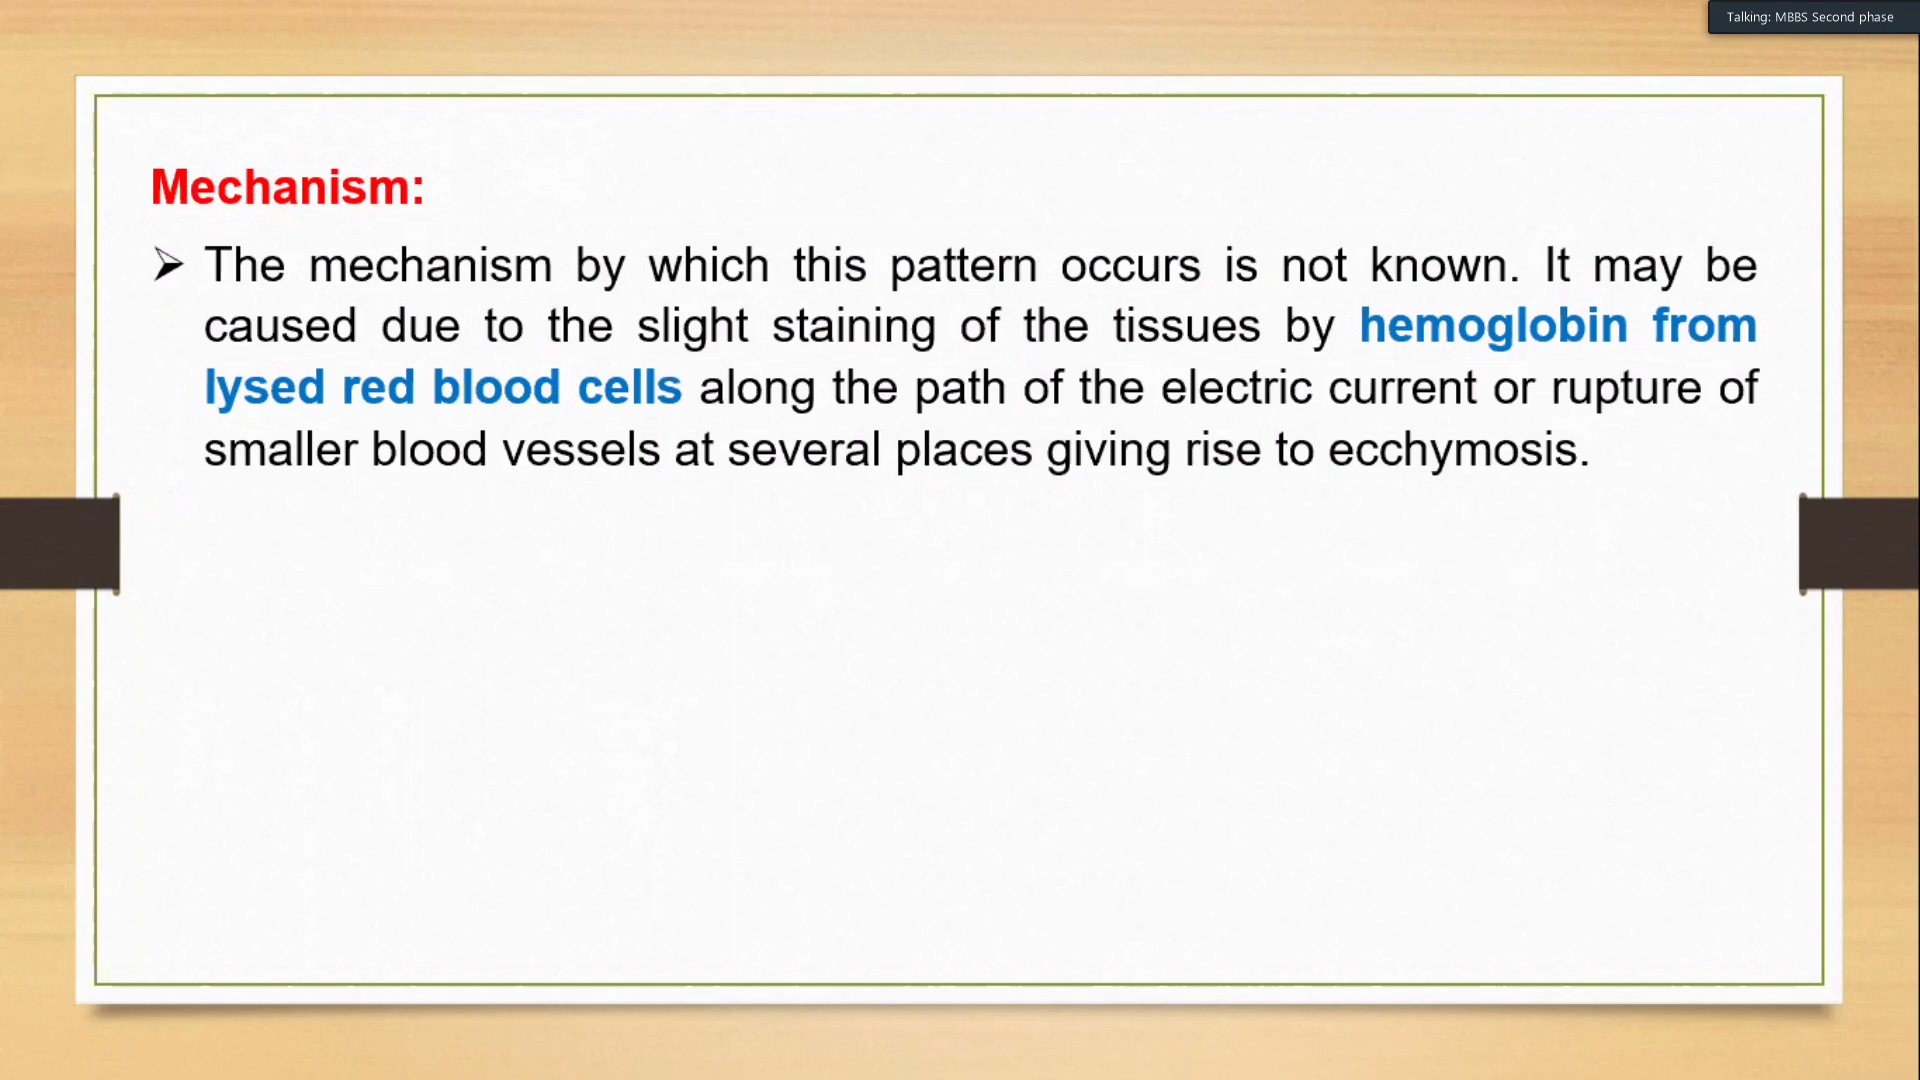 Talking: MBBS Second phase
Mechanism:
➢ The mechanism by which this pattern occurs is not known. It may be
caused due to the slight staining of the tissues by hemoglobin from
lysed red blood cells along the path of the electric current or rupture of
smaller blood vessels at several places giving rise to ecchymosis.